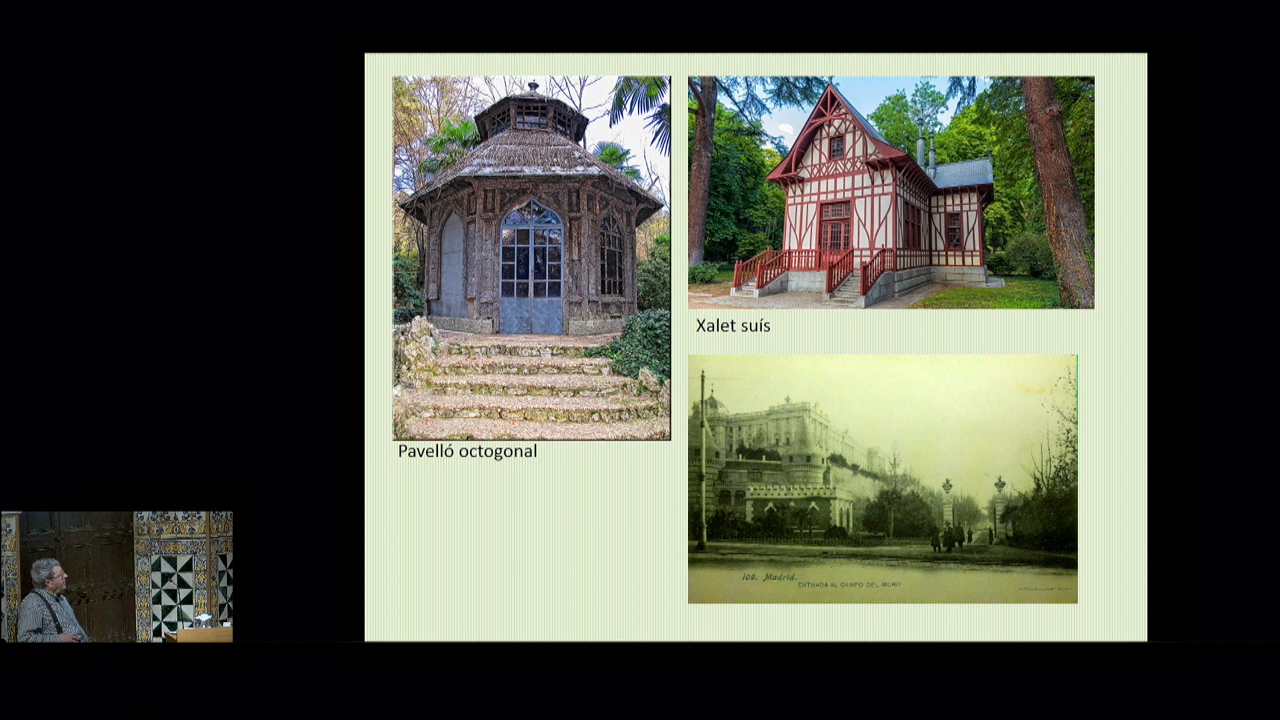 Pavelló octogonal
Xalet suís
109. Madrid.
ENTRADA AL CAMPO DEL MORO